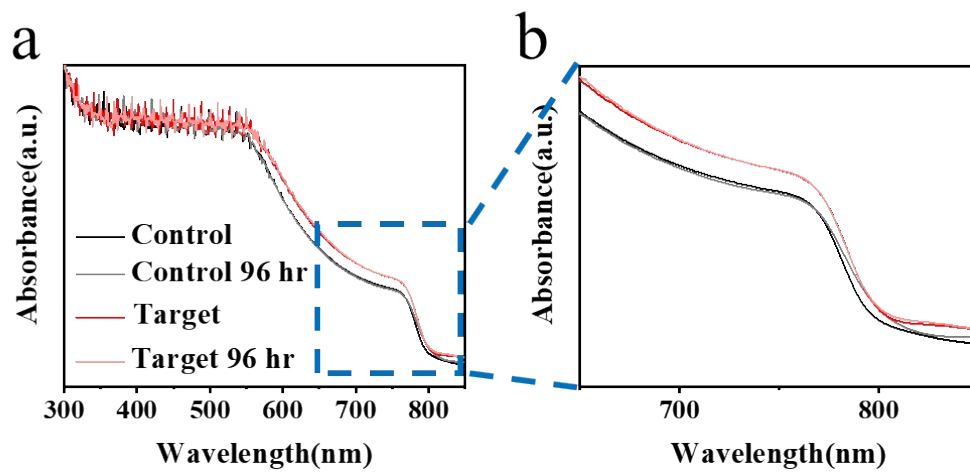 a
Absorbance(a.u.)
Control
Control 96 hr
Target
Target 96 hr
300 400 500 600 700 800
Wavelength(nm)
b
Absorbance(a.u.)
700 800
Wavelength(nm)